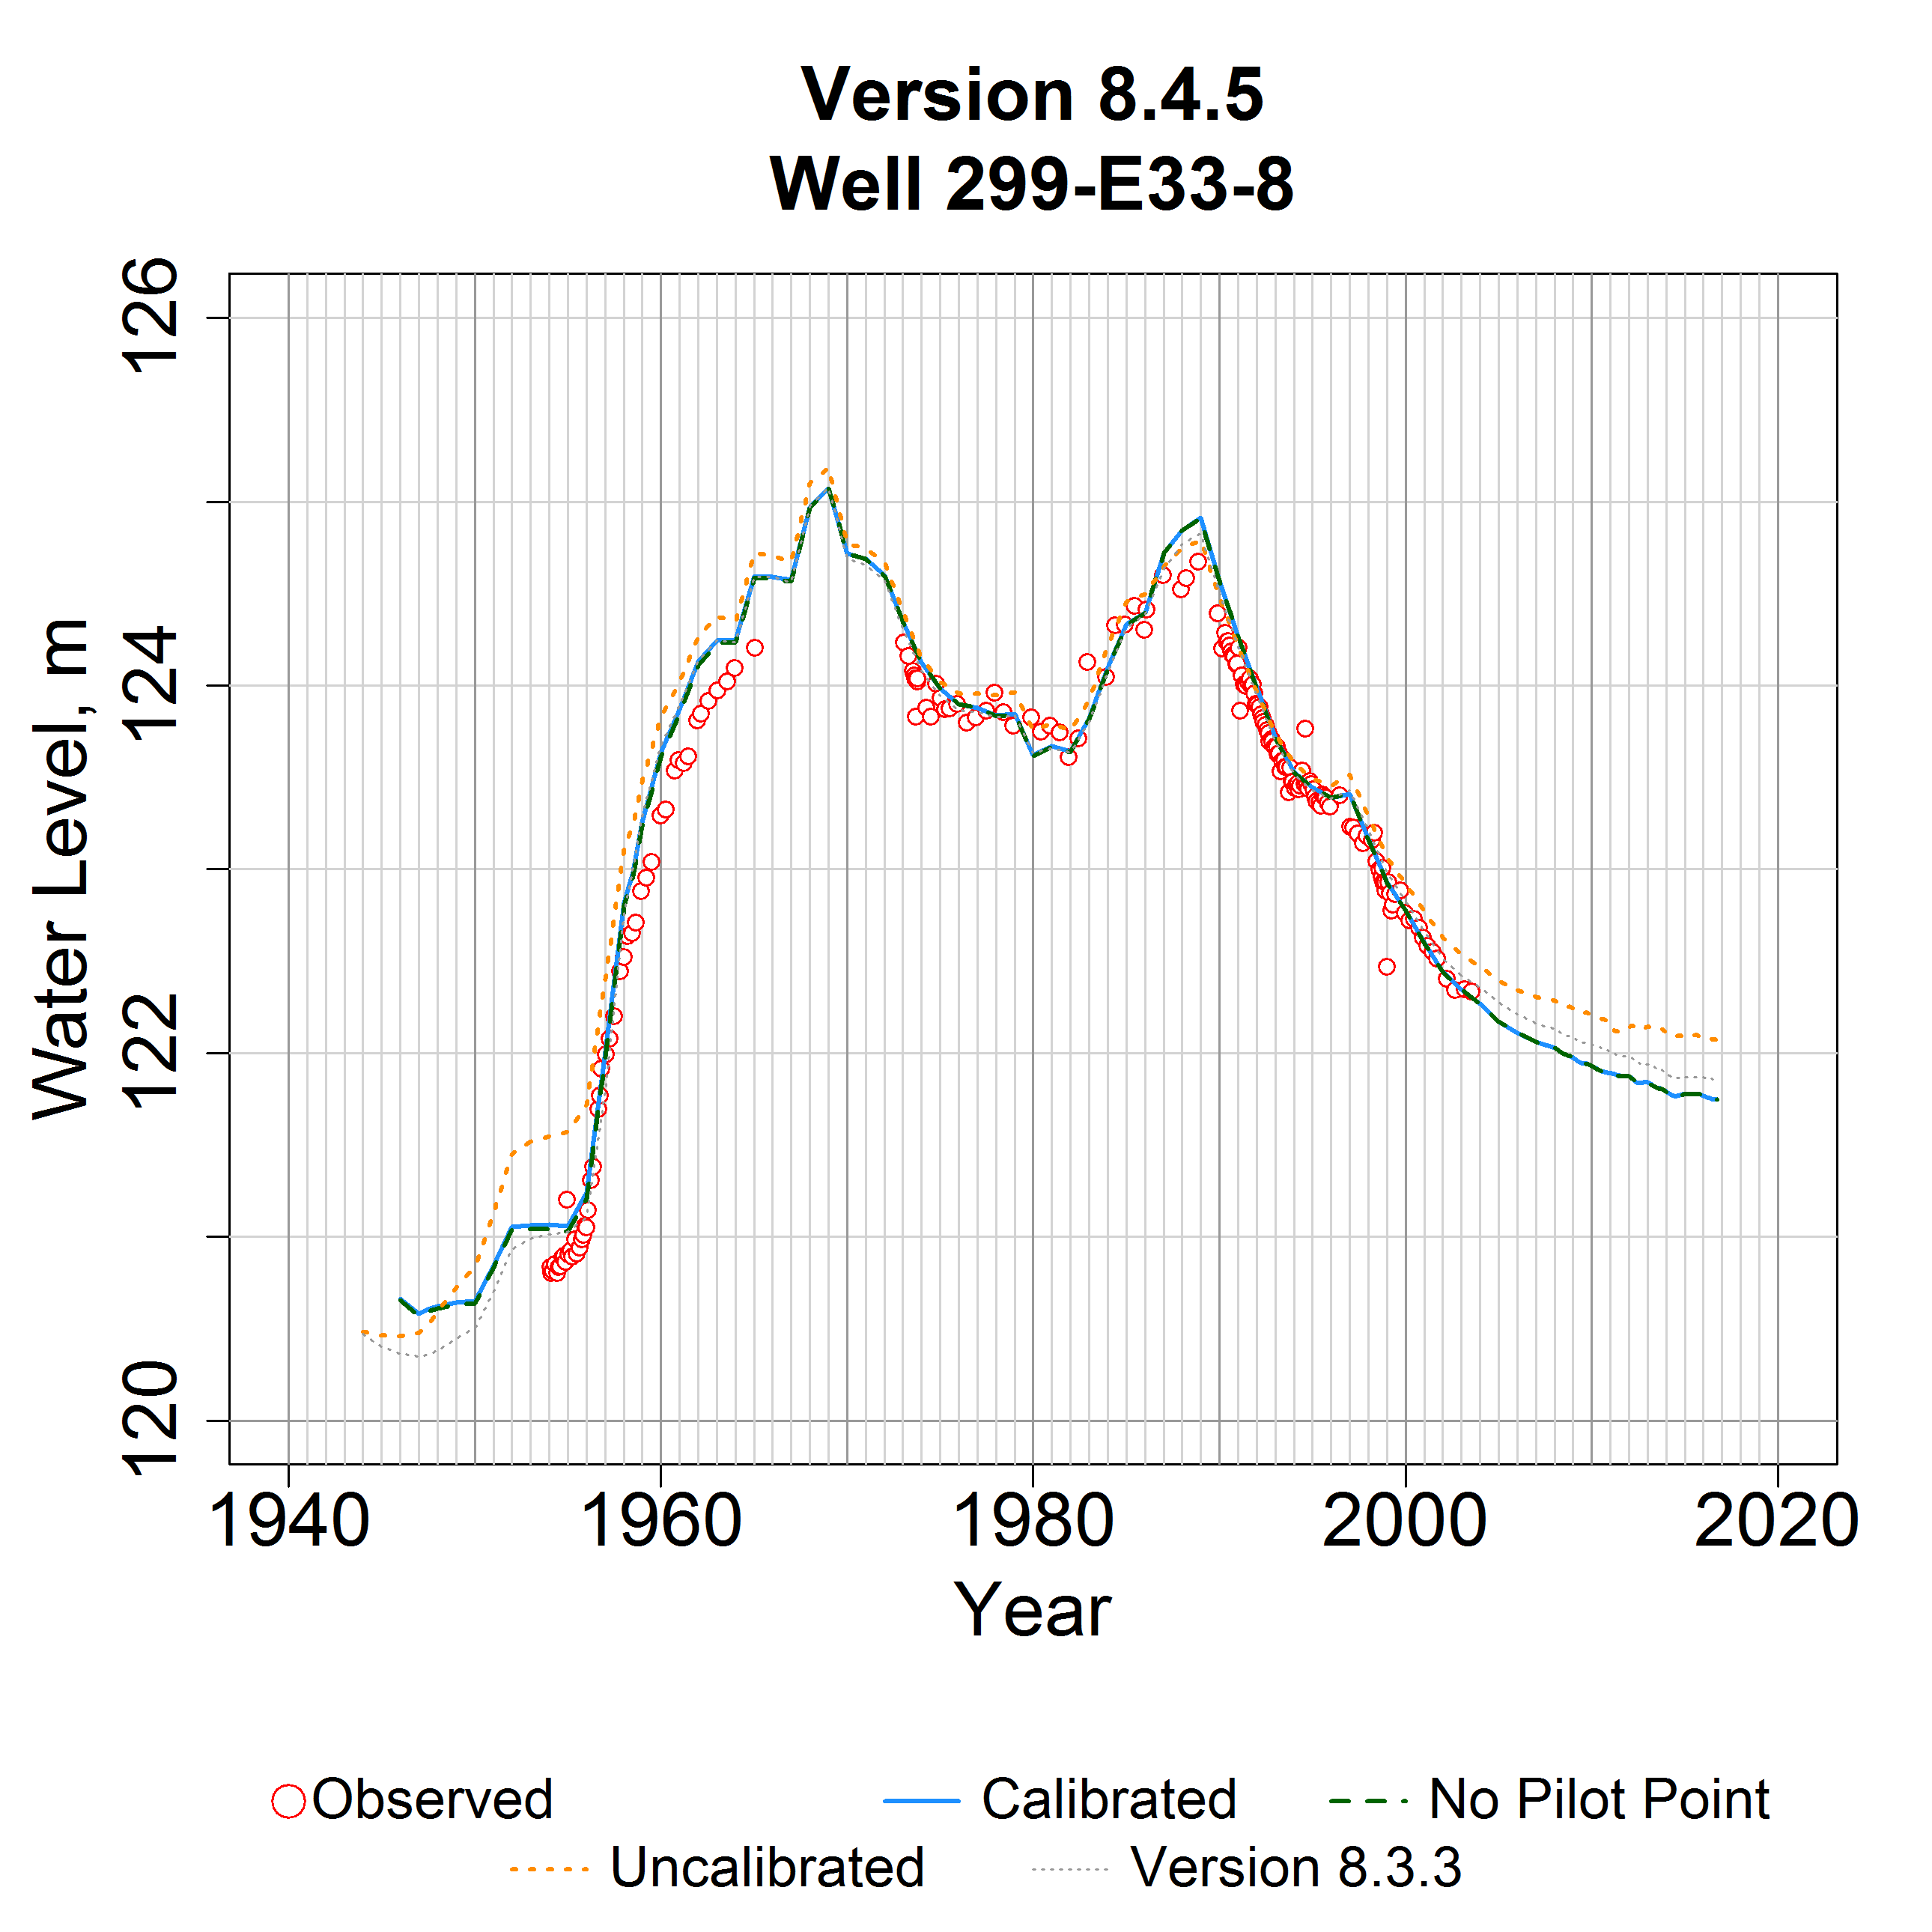 Version 8.4.5
Well 299-E33-8
Water Level, m
126
124
122
120
1940 1960 1980 2000 2020
Year
Observed Calibrated No Pilot Point
Uncalibrated Version 8.3.3